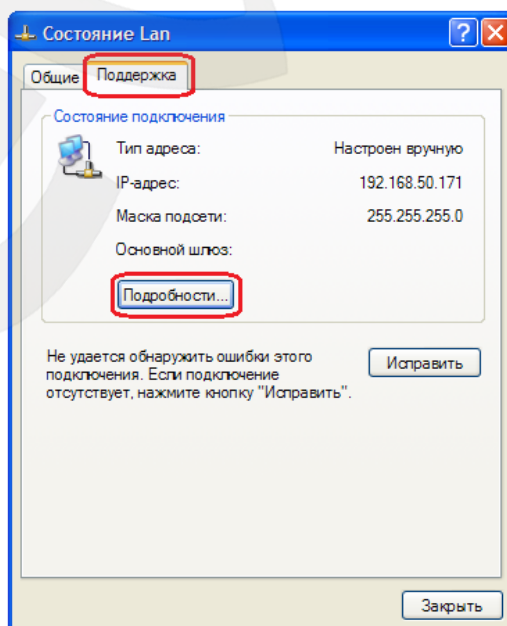 Состояние Lan
Общие Поддержка
Состояние подключения
Тип адреса: Настроен вручную
IP-адрес: 192.168.50.171
Маска подсети: 255.255.255.0
Основной шлюз:
Подробности...
Не удается обнаружить ошибки этого
подключения. Если подключение
отсутствует, нажмите кнопку "Исправить".
Исправить
Закрыть